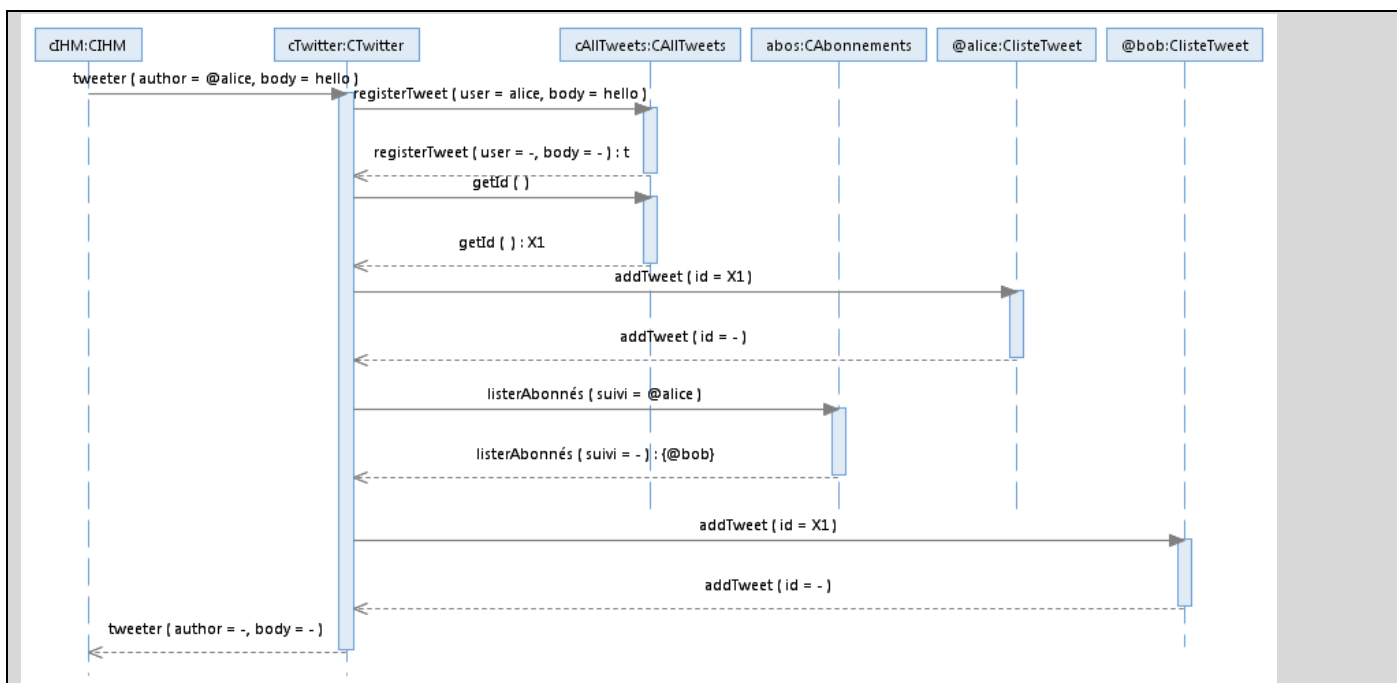 cIHM:CIHM
cTwitter:CTwitter
cAllTweets:CAllTweets
abos:CAbonnements
@alice:ClisteTweet
@bob:ClisteTweet
tweeter ( author = @alice, body = hello )
registerTweet ( user = alice, body = hello )
registerTweet ( user = -, body = - ) : t
getId ( )
getId ( ) : X1
addTweet ( id = X1 )
addTweet ( id = - )
listerAbonnés ( suivi = @alice )
listerAbonnés ( suivi = - ) : {@bob}
addTweet ( id = X1 )
addTweet ( id = - )
tweeter ( author = -, body = - )